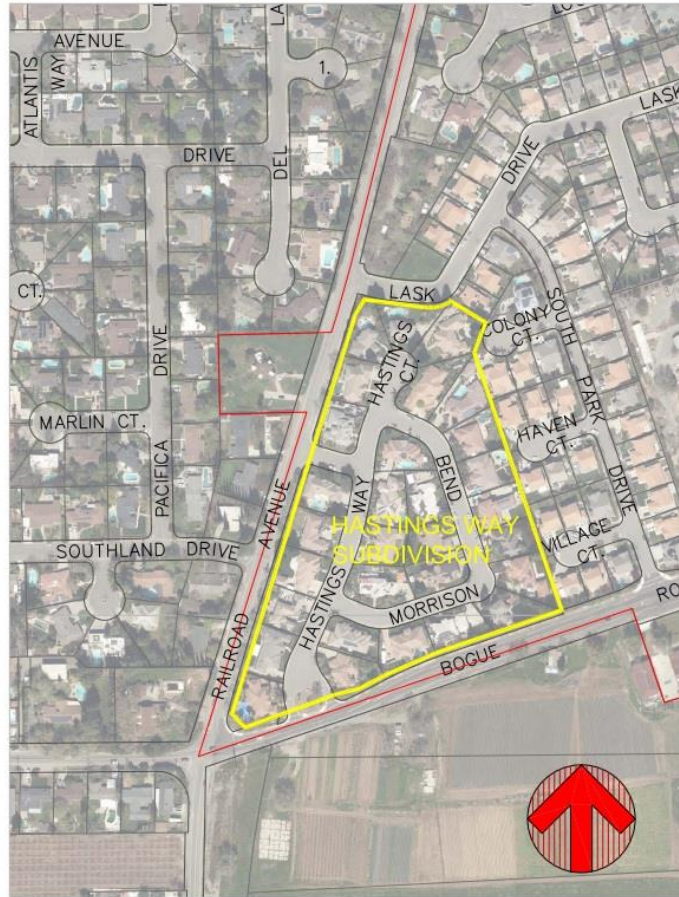 AVENUE
ATLANTIS
WAY
LA
DEL
1.
LASK
DRIVE
DRIVE
CT.
LASK
HASTINGS
CT.
COLONY
CT.
SOUTH
PARK
DRIVE
PACIFICA
DRIVE
MARLIN CT.
HAVEN
CT.
BEND
WAY
HASTINGS
AVENUE
RAILROAD
HASTINGS WAY
SUBDIVISION
SOUTHLAND DRIVE
VILLAGE
CT.
MORRISON
BOGUE
RO